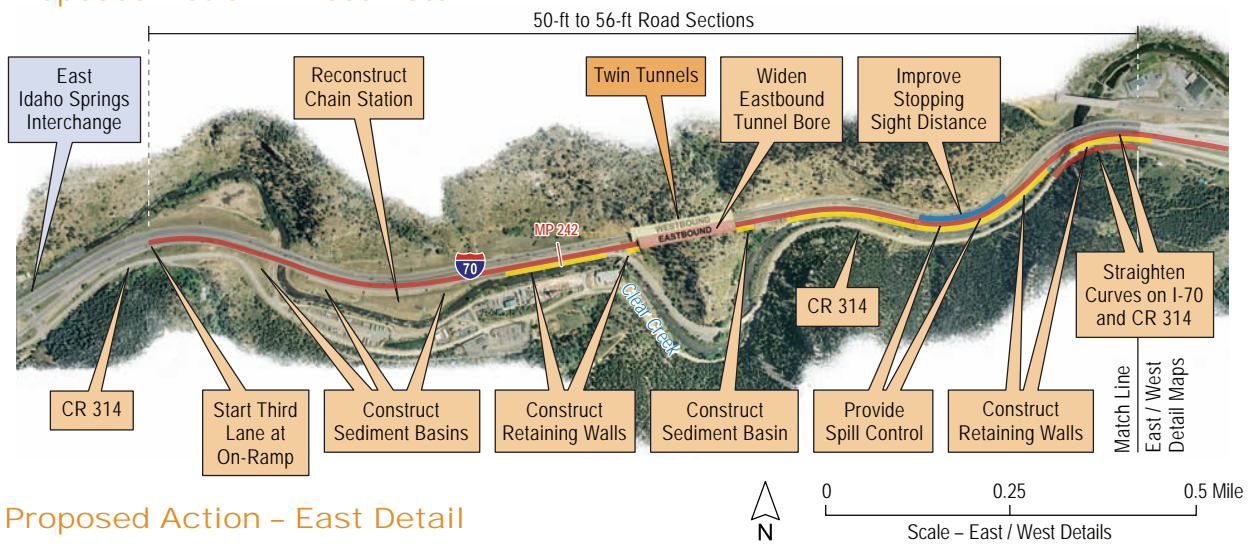 50-ft to 56-ft Road Sections
East
Idaho Springs
Interchange
Reconstruct
Chain Station
Twin Tunnels
Widen
Eastbound
Tunnel Bore
Improve
Stopping
Sight Distance
WESTBOUND
EASTBOUND
MP 242
70
Clear Creek
CR 314
Straighten
Curves on I-70
and CR 314
CR 314
Start Third
Lane at
On-Ramp
Construct
Sediment Basins
Construct
Retaining Walls
Construct
Sediment Basin
Provide
Spill Control
Construct
Retaining Walls
Match Line
East / West
Detail Maps
Proposed Action – East Detail
N
0 0.25 0.5 Mile
Scale – East / West Details